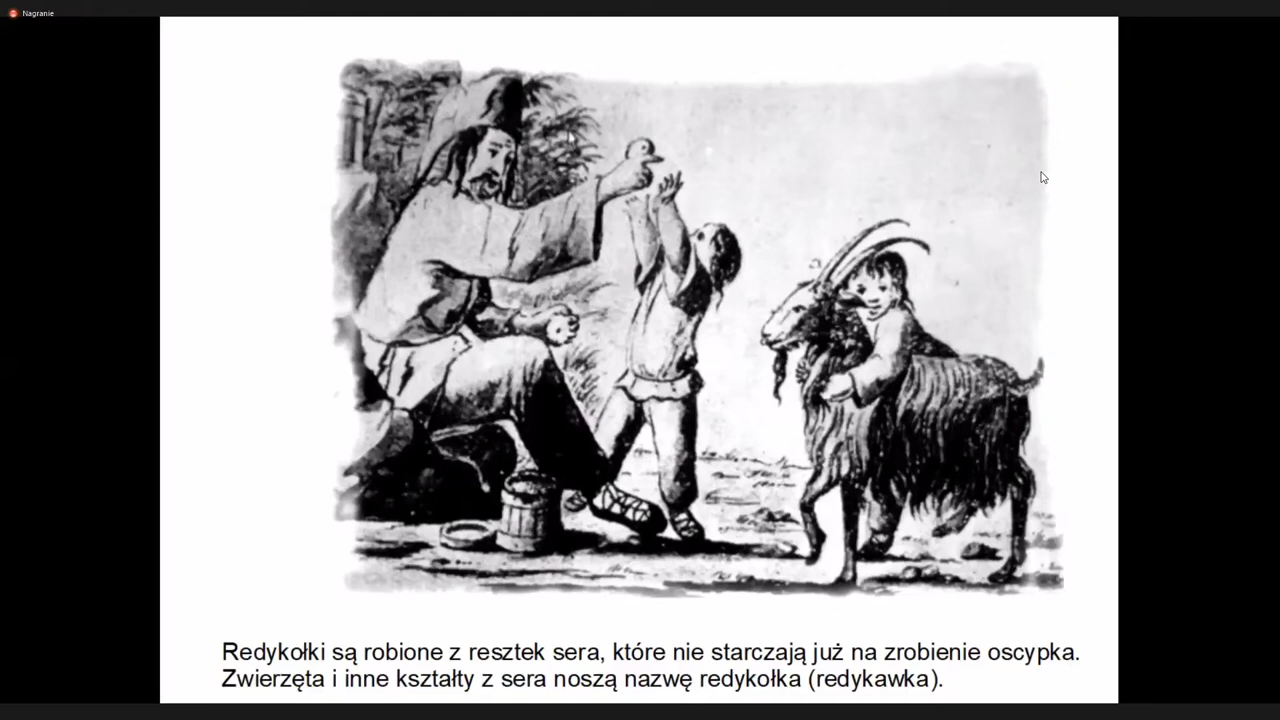 Nagranie
Redykołki są robione z resztek sera, które nie starczają już na zrobienie oscypka.
Zwierzęta i inne kształty z sera noszą nazwę redykołka (redykawka).